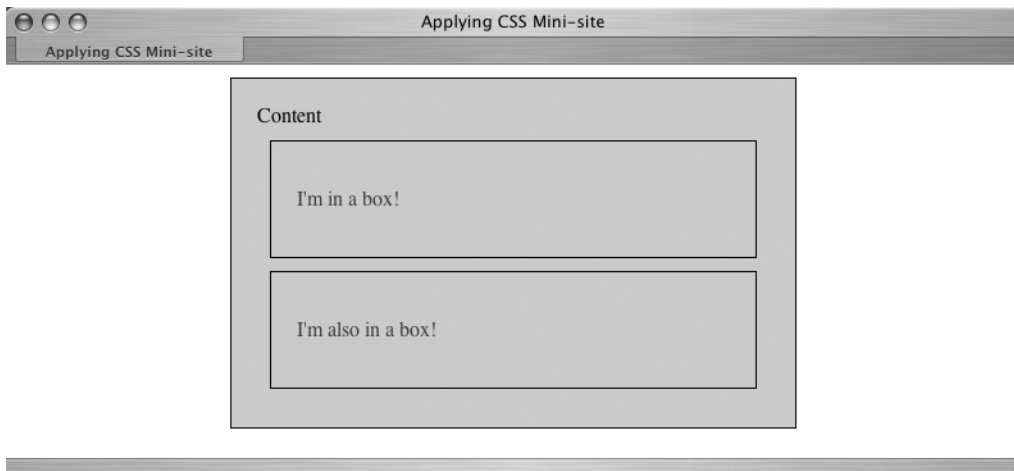 Applying CSS Mini-site
Applying CSS Mini-site
Content
I'm in a box!
I'm also in a box!